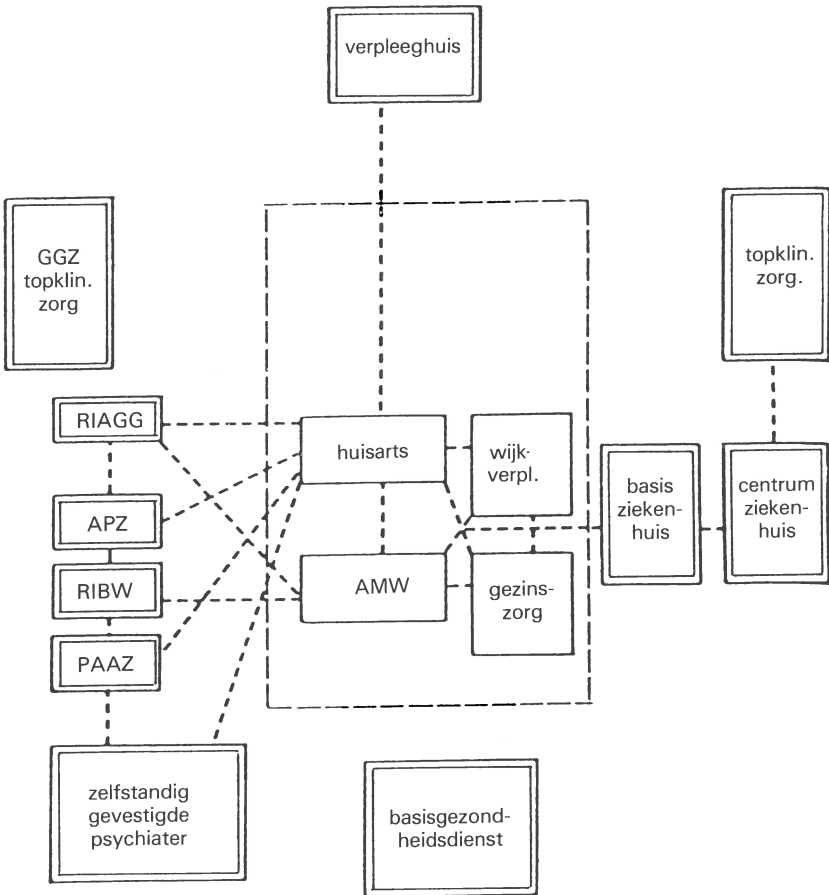 verpleeghuis
GGZ
topklin.
zorg
topklin.
zorg.
RIAGG
huisarts
wijk-
verpl.
basis
zieken-
huis
centrum
zieken-
huis
APZ
RIBW
AMW
gezins-
zorg
PAAZ
zelfstandig
gevestigde
psychiater
basisgezond-
heidsdienst